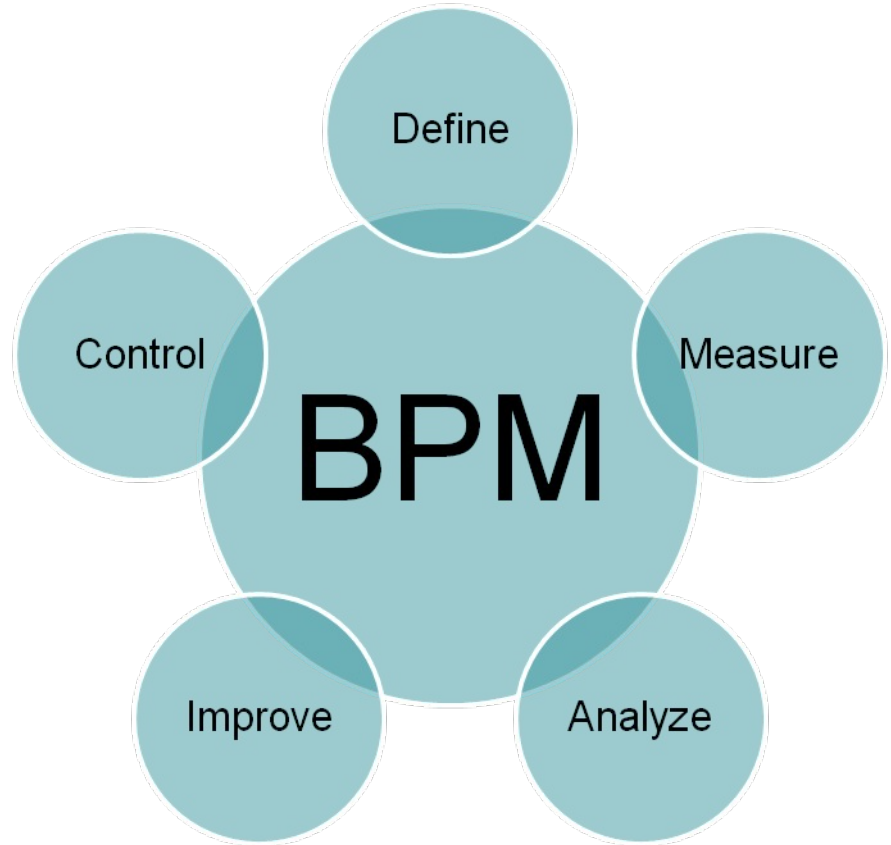 Define
Control
Measure
BPM
Improve
Analyze